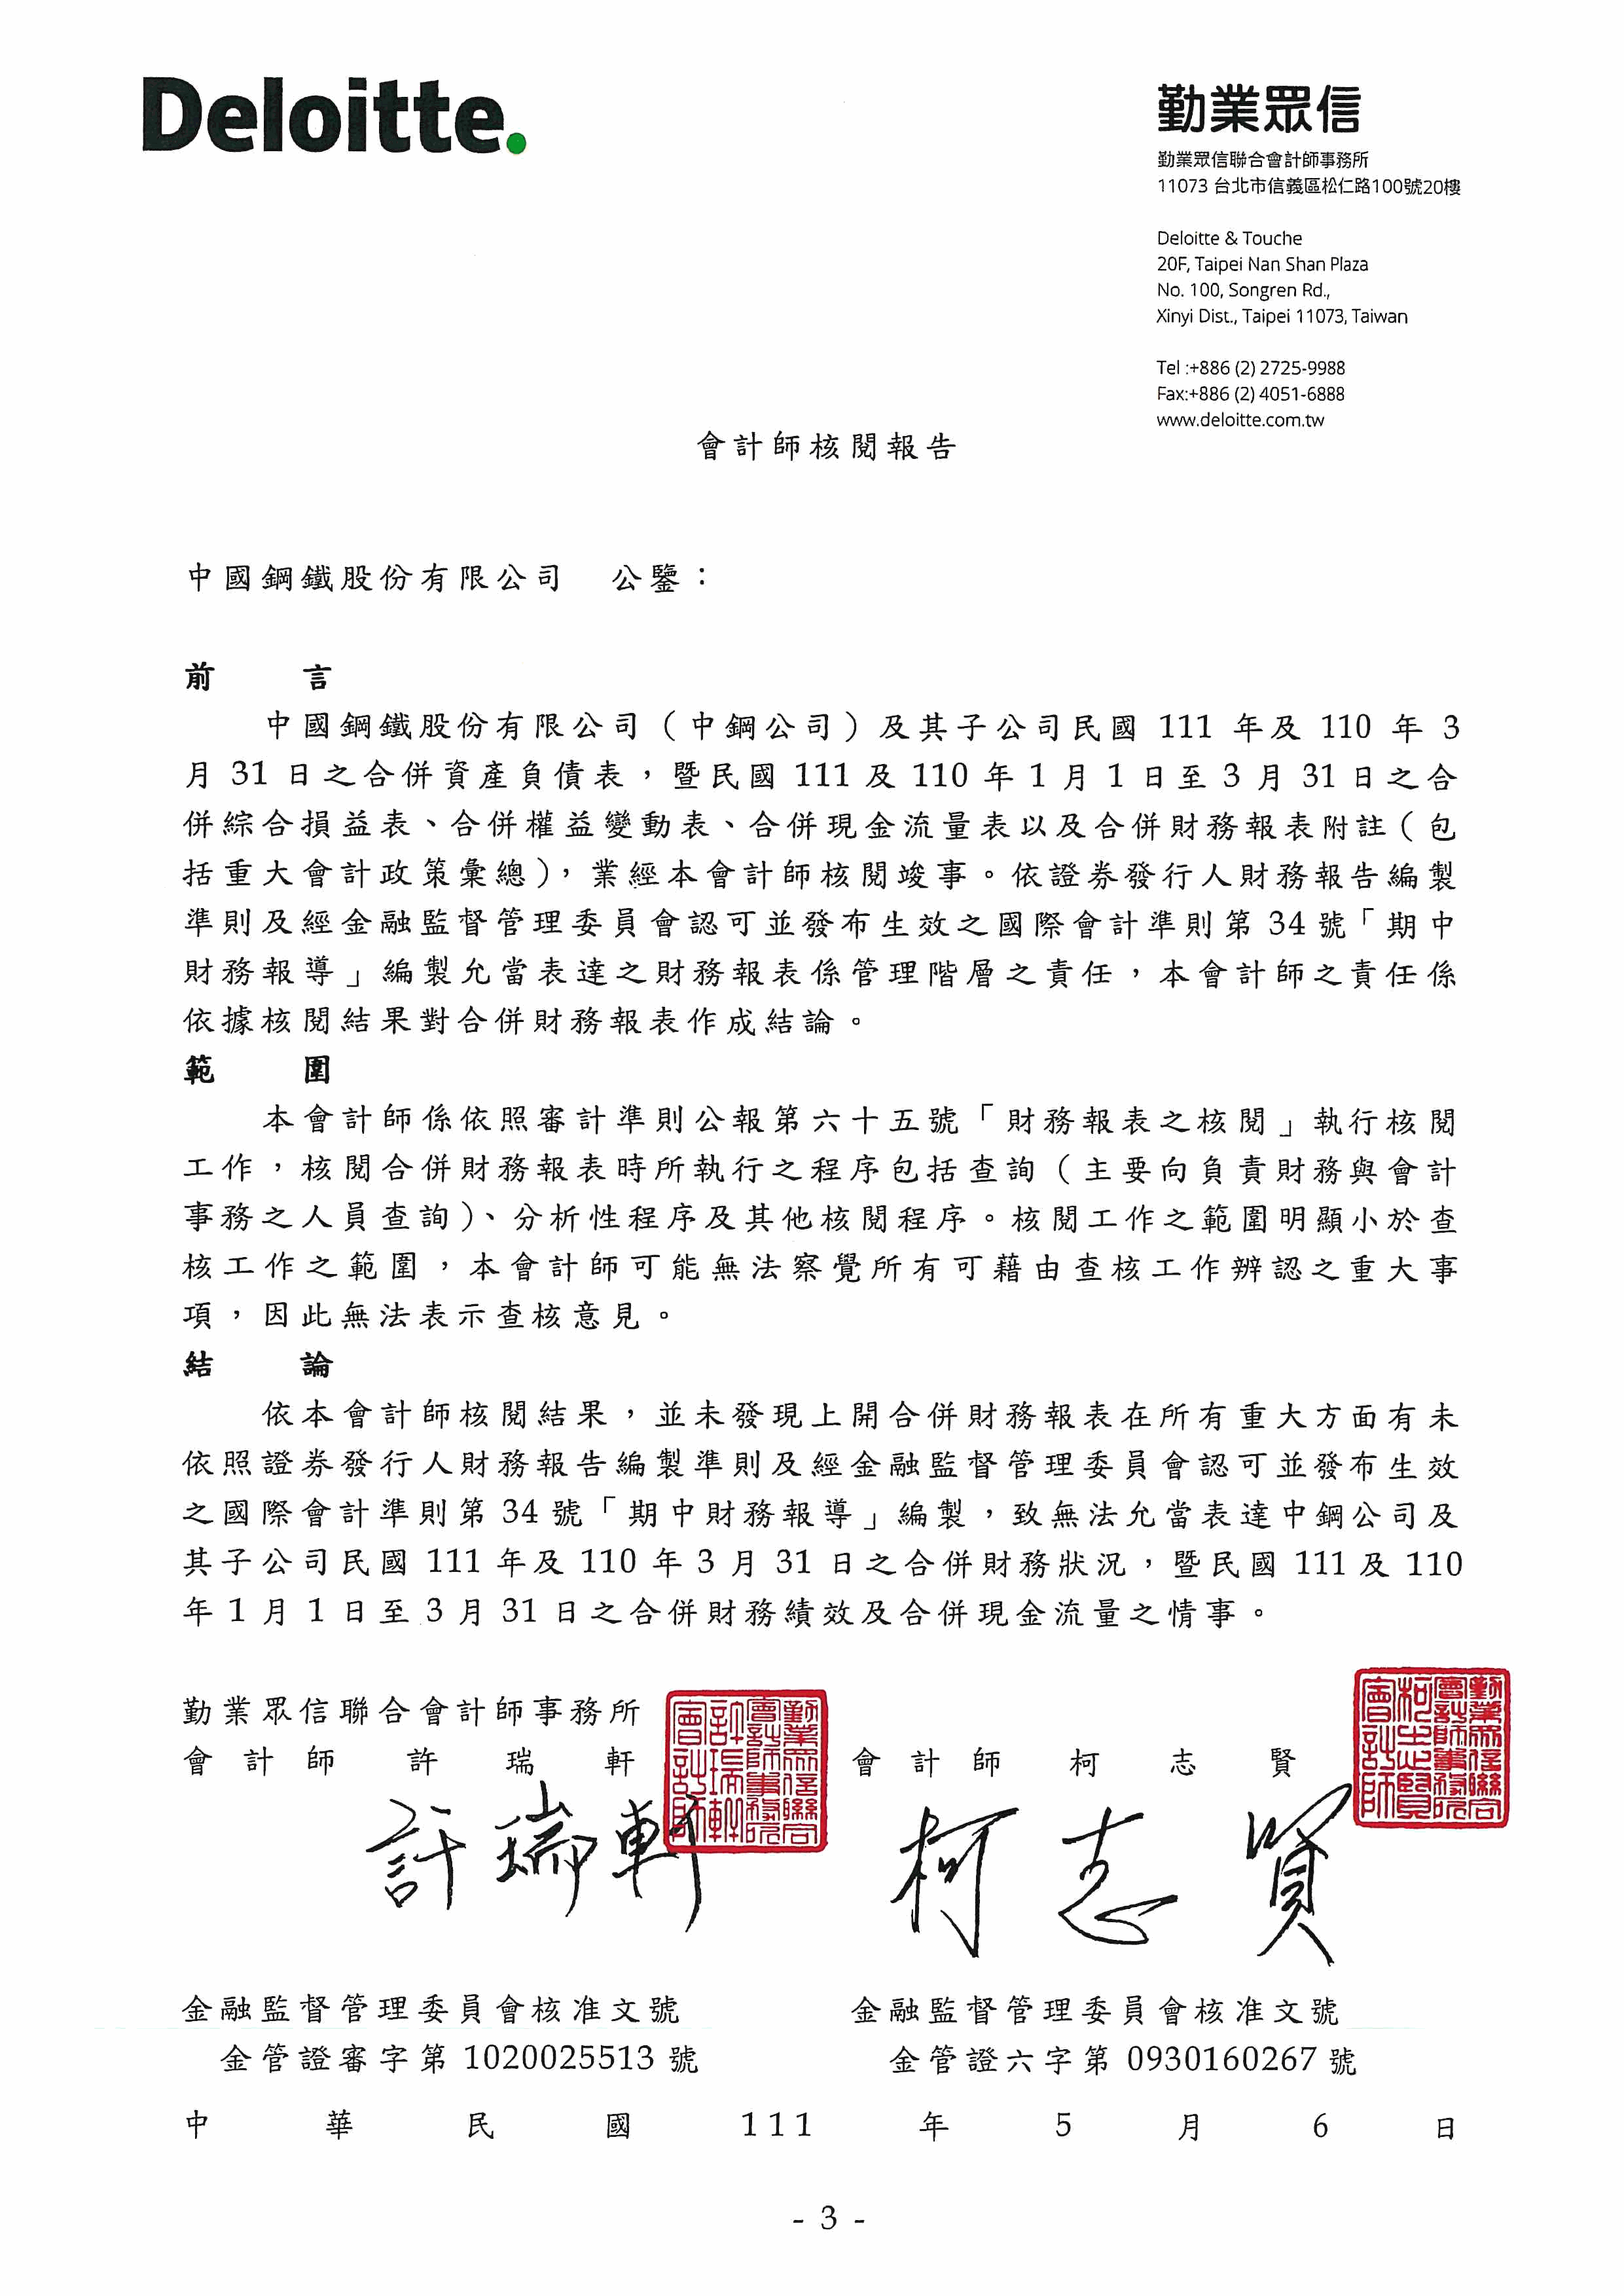 Deloitte.
勤業眾信
勤業眾信聯合會計師事務所
11073 台北市信義區松仁路100號20樓
Deloitte & Touche
20F, Taipei Nan Shan Plaza
No. 100, Songren Rd.,
Xinyi Dist., Taipei 11073, Taiwan
Tel :+886 (2) 2725-9988
Fax:+886 (2) 4051-6888
www.deloitte.com.tw
會計師核閱報告
中國鋼鐵股份有限公司 公鑒：
前 言
中國鋼鐵股份有限公司（中鋼公司）及其子公司民國 111 年及 110 年 3
月 31 日之合併資產負債表，暨民國 111 及 110 年 1 月 1 日至 3 月 31 日之合
併綜合損益表、合併權益變動表、合併現金流量表以及合併財務報表附註（包
括重大會計政策彙總），業經本會計師核閱竣事。依證券發行人財務報告編製
準則及經金融監督管理委員會認可並發布生效之國際會計準則第 34 號「期中
財務報導」編製允當表達之財務報表係管理階層之責任，本會計師之責任係
依據核閱結果對合併財務報表作成結論。
範 圍
本會計師係依照審計準則公報第六十五號「財務報表之核閱」執行核閱
工作，核閱合併財務報表時所執行之程序包括查詢（主要向負責財務與會計
事務之人員查詢）、分析性程序及其他核閱程序。核閱工作之範圍明顯小於查
核工作之範圍，本會計師可能無法察覺所有可藉由查核工作辨認之重大事
項，因此無法表示查核意見。
結 論
依本會計師核閱結果，並未發現上開合併財務報表在所有重大方面有未
依照證券發行人財務報告編製準則及經金融監督管理委員會認可並發布生效
之國際會計準則第 34 號「期中財務報導」編製，致無法允當表達中鋼公司及
其子公司民國 111 年及 110 年 3 月 31 日之合併財務狀況，暨民國 111 及 110
年 1 月 1 日至 3 月 31 日之合併財務績效及合併現金流量之情事。
勤業眾信聯合會計師事務所
會計師 許瑞軒 會計師 柯志賢
勤業眾信聯合會計師事務所許瑞軒會計師
勤業眾信聯合會計師事務所柯志賢會計師
許瑞軒 柯志賢
金融監督管理委員會核准文號 金融監督管理委員會核准文號
金管證審字第 1020025513 號 金管證六字第 0930160267 號
中華民國 111 年 5 月 6 日
- 3 -